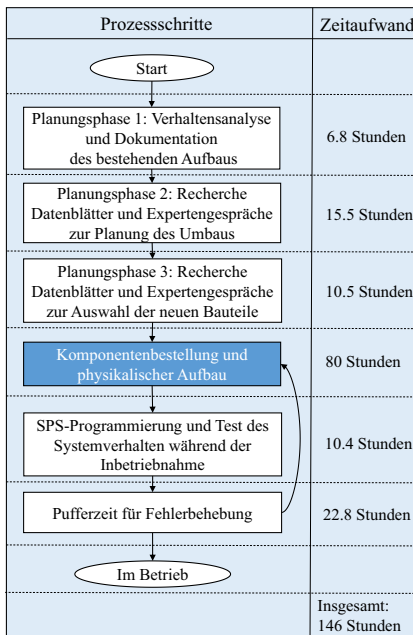 Prozessschritte
Zeitaufwand
Start
Planungsphase 1: Verhaltensanalyse
und Dokumentation
des bestehenden Aufbaus
6.8 Stunden
Planungsphase 2: Recherche
Datenblätter und Expertengespräche
zur Planung des Umbaus
15.5 Stunden
Planungsphase 3: Recherche
Datenblätter und Expertengespräche
zur Auswahl der neuen Bauteile
10.5 Stunden
Komponentenbestellung und
physikalischer Aufbau
80 Stunden
SPS-Programmierung und Test des
Systemverhalten während der
Inbetriebnahme
10.4 Stunden
Pufferzeit für Fehlerbehebung
22.8 Stunden
Im Betrieb
Insgesamt:
146 Stunden